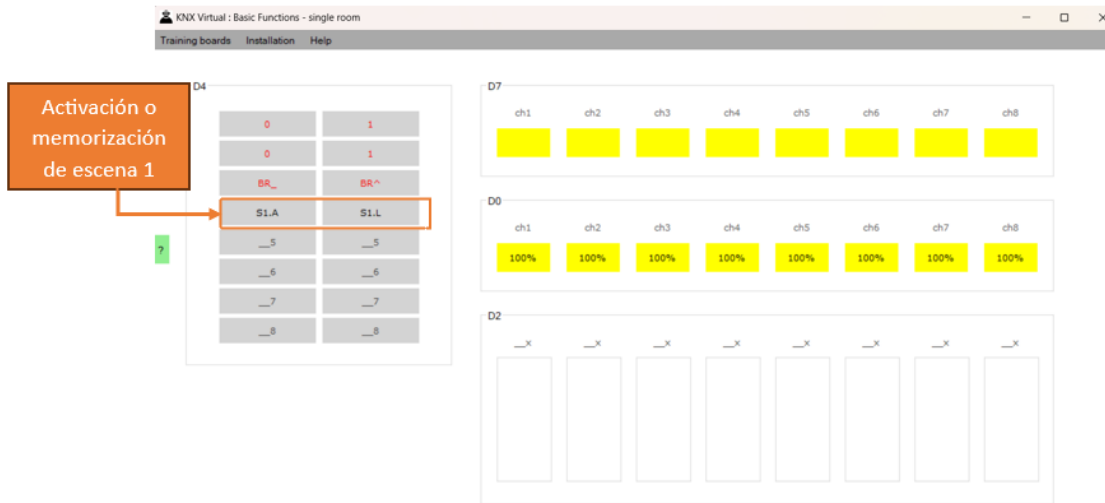 KNX Virtual : Basic Functions - single room
Training boards Installation Help
Activación o
memorización
de escena 1
D4
0 1
0 1
BR_ BR^
S1.A S1.L
__5 __5
__6 __6
__7 __7
__8 __8
?
D7
ch1 ch2 ch3 ch4 ch5 ch6 ch7 ch8
D0
ch1 ch2 ch3 ch4 ch5 ch6 ch7 ch8
100% 100% 100% 100% 100% 100% 100% 100%
D2
__x __x __x __x __x __x __x __x